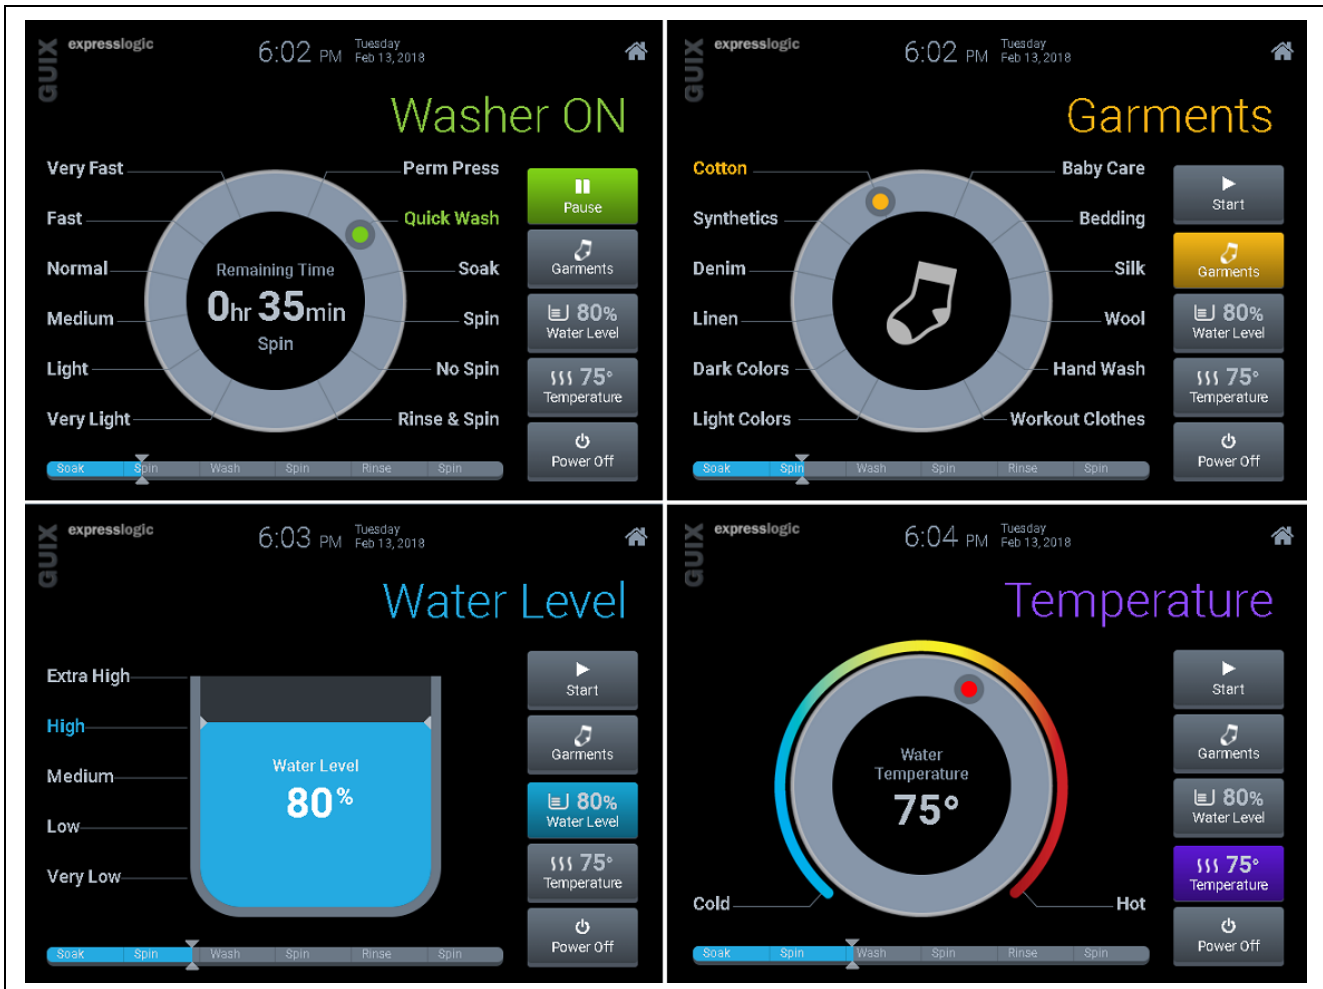 GUIX
expresslogic
6:02 PM
Tuesday
Feb 13, 2018
Washer ON
Very Fast
Fast
Normal
Medium
Light
Very Light
Perm Press
Quick Wash
Soak
Spin
No Spin
Rinse & Spin
Remaining Time
0hr 35min
Spin
Pause
Garments
80%
Water Level
75°
Temperature
Power Off
Soak Spin Wash Spin Rinse Spin
GUIX
expresslogic
6:02 PM
Tuesday
Feb 13, 2018
Garments
Cotton
Synthetics
Denim
Linen
Dark Colors
Light Colors
Baby Care
Bedding
Silk
Wool
Hand Wash
Workout Clothes
Start
Garments
80%
Water Level
75°
Temperature
Power Off
Soak Spin Wash Spin Rinse Spin
GUIX
expresslogic
6:03 PM
Tuesday
Feb 13, 2018
Water Level
Extra High
High
Medium
Low
Very Low
Water Level
80%
Start
Garments
80%
Water Level
75°
Temperature
Power Off
Soak Spin Wash Spin Rinse Spin
GUIX
expresslogic
6:04 PM
Tuesday
Feb 13, 2018
Temperature
Water
Temperature
75°
Cold
Hot
Start
Garments
80%
Water Level
75°
Temperature
Power Off
Soak Spin Wash Spin Rinse Spin